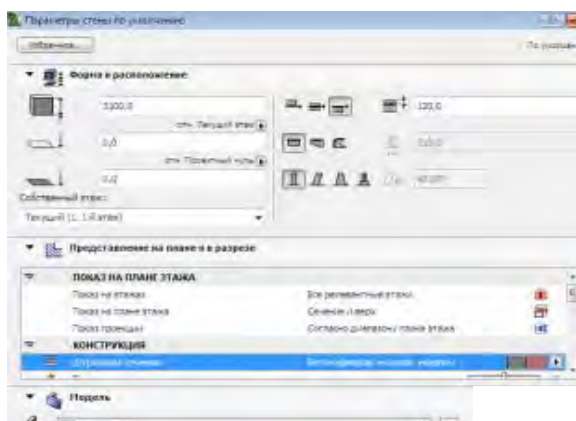 Параметры стены по умолчанию
Избранное...
По умолчан
Форма и расположение
3300,0
120,0
отн. Текущий этаж
0,0
отн. Проектный нуль
0,0
Собственный этаж:
Текущий (1. 1-й этаж)
Представление на плане и в разрезе
ПОКАЗ НА ПЛАНЕ ЭТАЖА
Показ на этажах
Все релевантные этажи
Показ на плане этажа
Сечение и верх
Показ проекции
Согласно диапазону плана этажа
КОНСТРУКЦИЯ
Модель